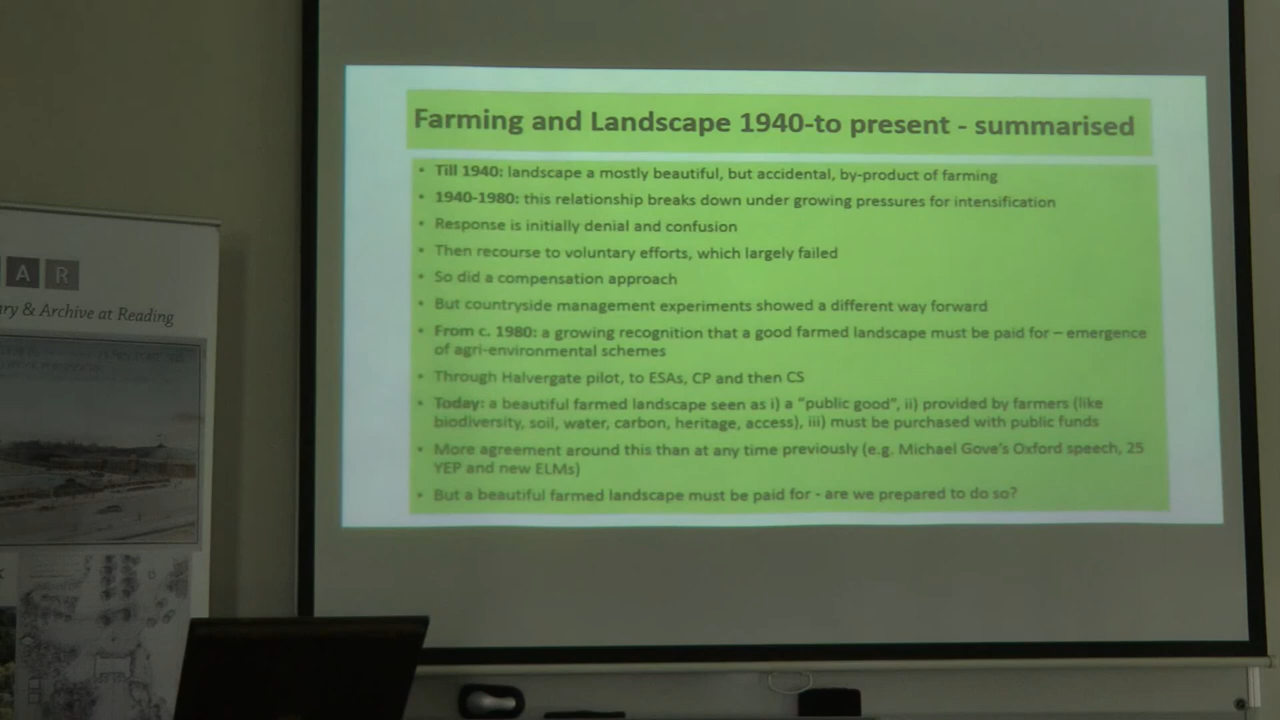 Farming and Landscape 1940-to present - summarised
• Till 1940: landscape a mostly beautiful, but accidental, by-product of farming
• 1940-1980: this relationship breaks down under growing pressures for intensification
• Response is initially denial and confusion
• Then recourse to voluntary efforts, which largely failed
• So did a compensation approach
• But countryside management experiments showed a different way forward
• From c. 1980: a growing recognition that a good farmed landscape must be paid for – emergence
of agri-environmental schemes
• Through Halvergate pilot, to ESAs, CP and then CS
• Today: a beautiful farmed landscape seen as i) a "public good", ii) provided by farmers (like
biodiversity, soil, water, carbon, heritage, access), iii) must be purchased with public funds
• More agreement around this than at any time previously (e.g. Michael Gove's Oxford speech, 25
YEP and new ELMs)
• But a beautiful farmed landscape must be paid for - are we prepared to do so?
A R
ry & Archive at Reading